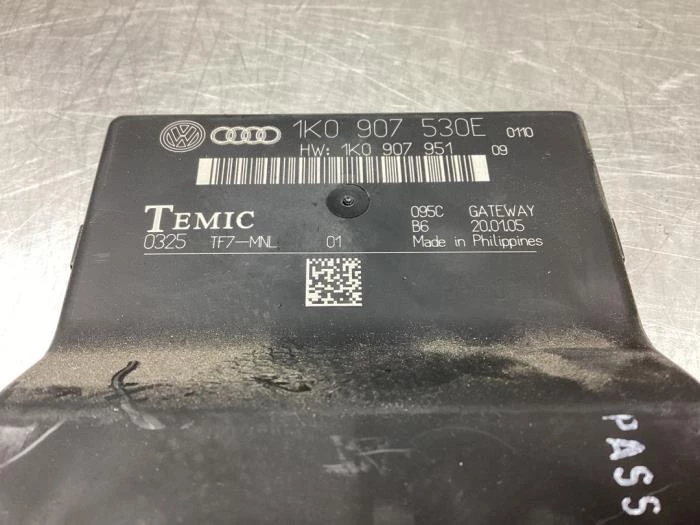 1K0 907 530E 0110
HW: 1K0 907 951 09
TEMIC 095C GATEWAY
B6 20.01.05
0325 TF7-MNL 01 Made in Philippines
PASS